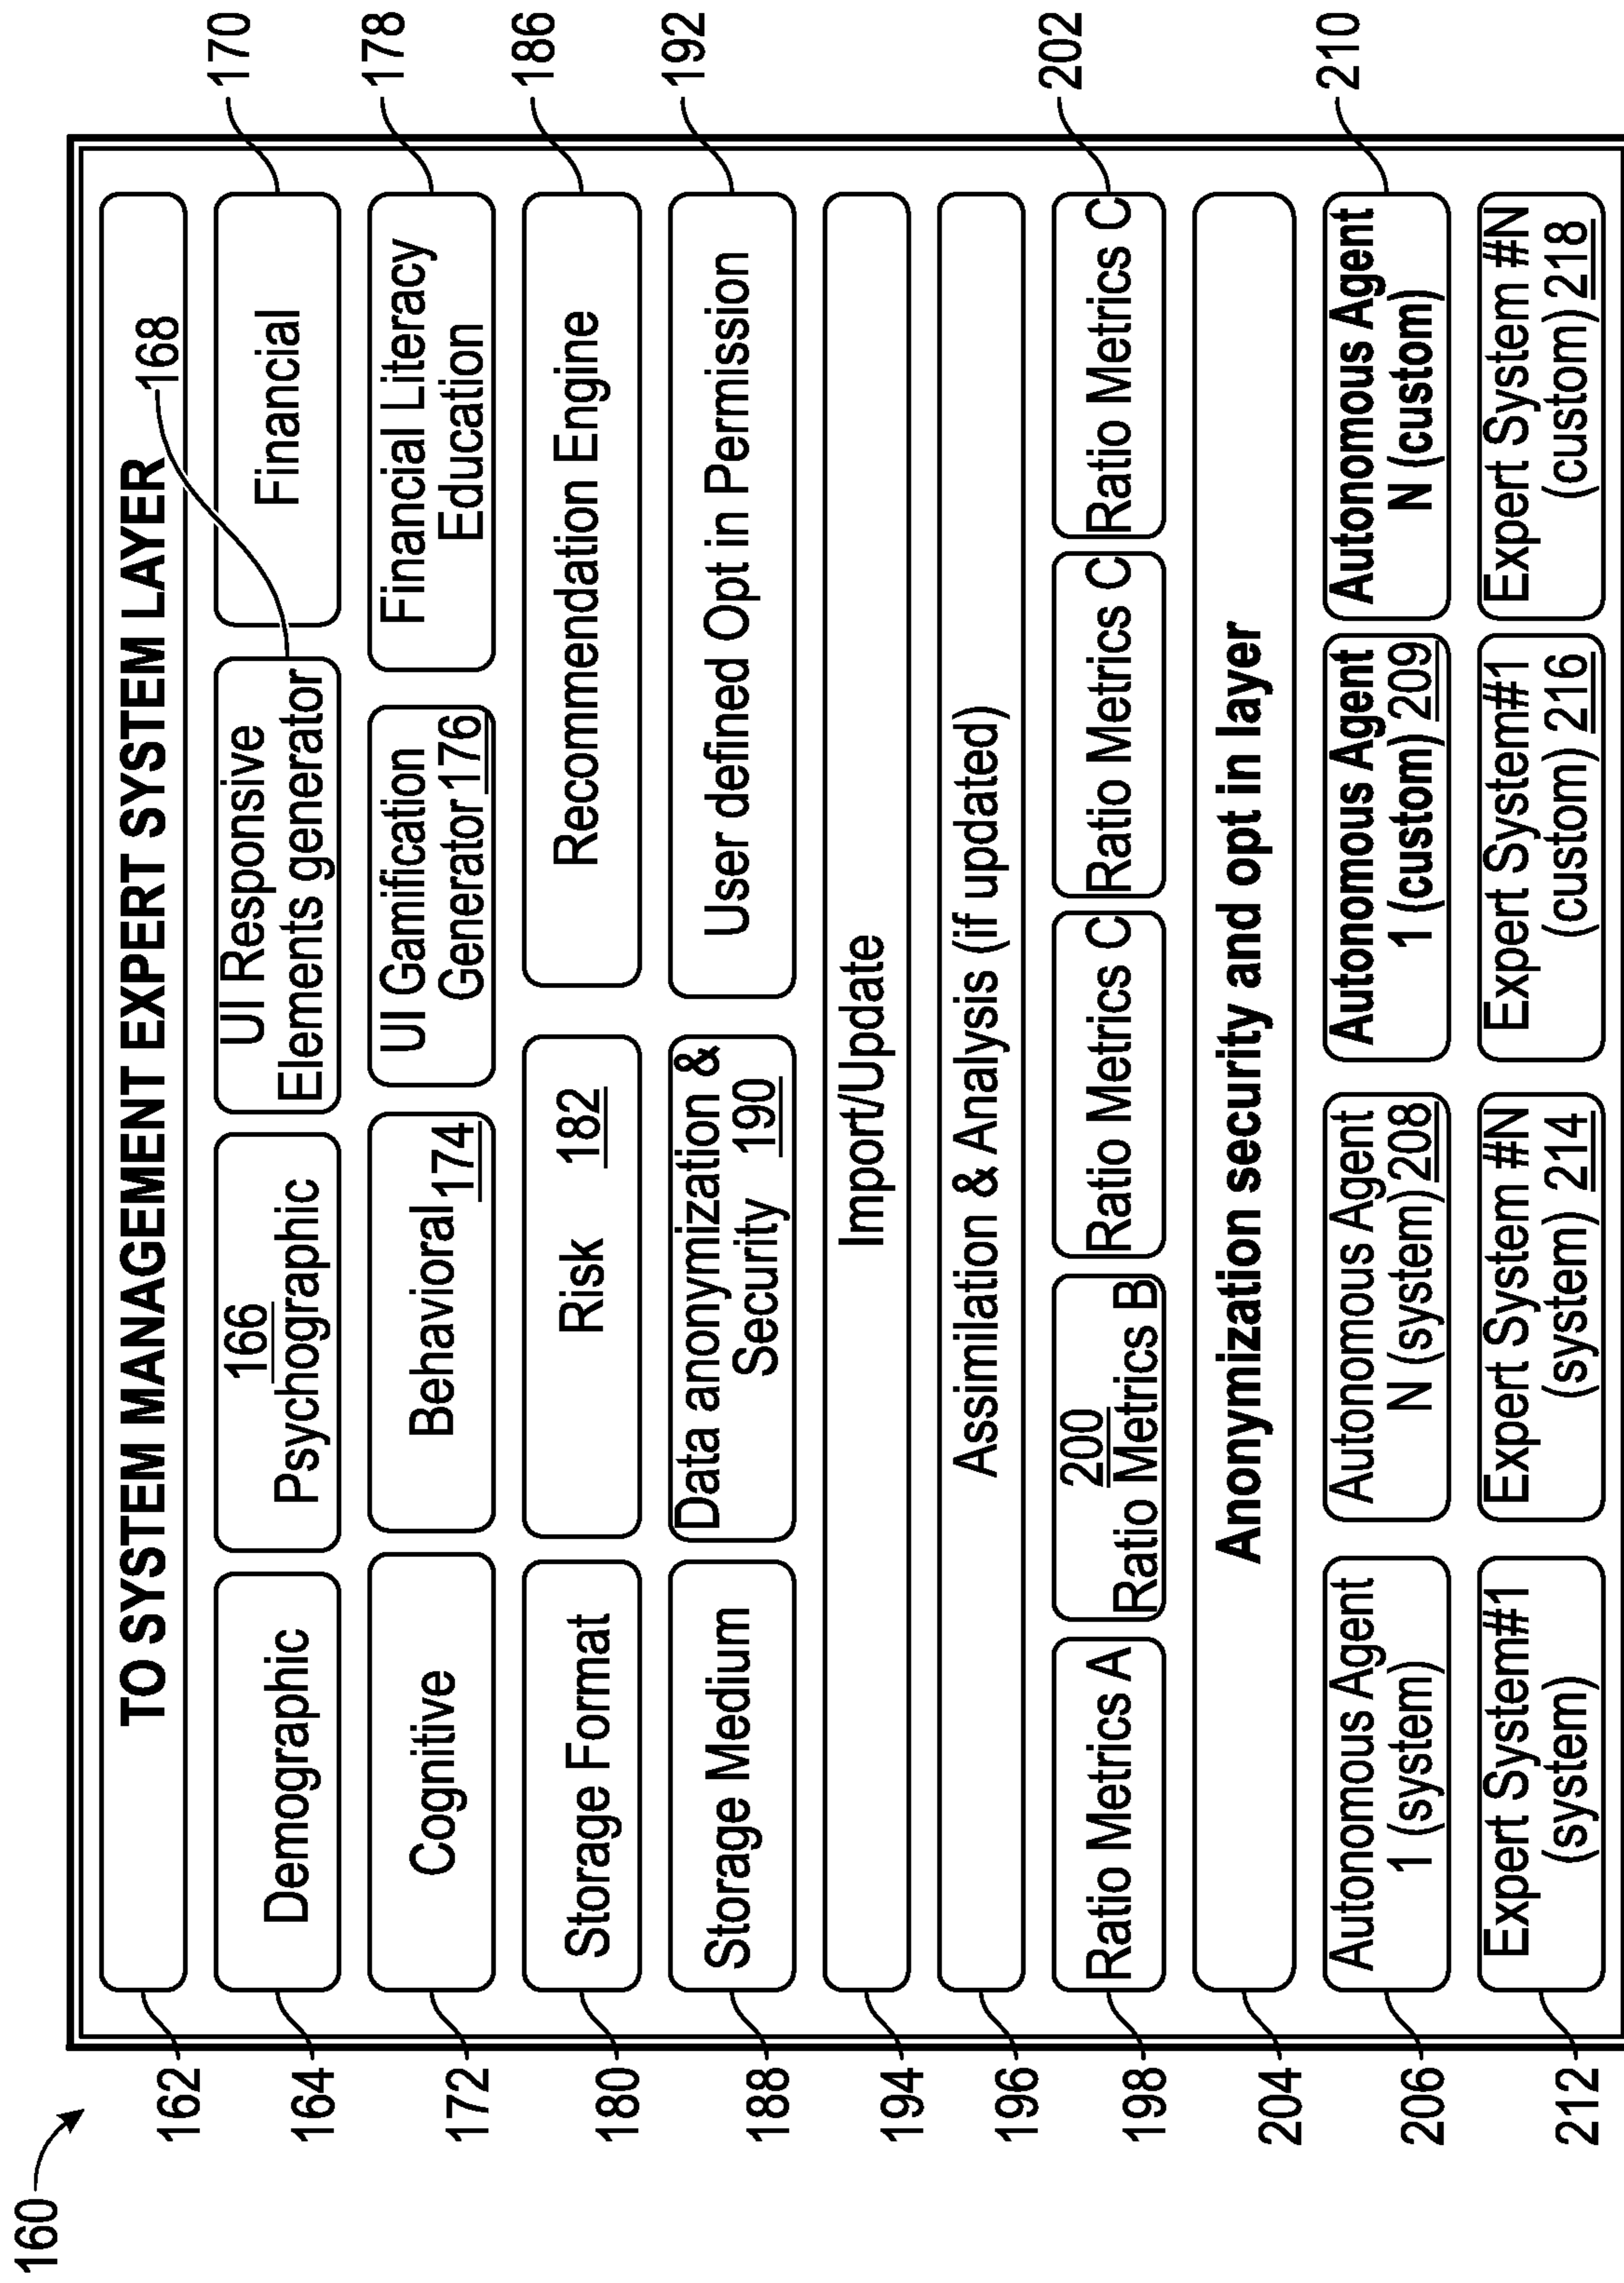 160
162
TO SYSTEM MANAGEMENT EXPERT SYSTEM LAYER
168
164
Demographic
166
Psychographic
UI Responsive
Elements generator
Financial
170
172
Cognitive
Behavioral 174
UI Gamification
Generator 176
Financial Literacy
Education
178
180
Storage Format
Risk 182
Recommendation Engine
186
188
Storage Medium
Data anonymization &
Security 190
User defined Opt in Permission
192
194
Import/Update
196
Assimilation & Analysis (if updated)
198
Ratio Metrics A
200
Ratio Metrics B
Ratio Metrics C
Ratio Metrics C
Ratio Metrics C
202
204
Anonymization security and opt in layer
206
Autonomous Agent
1 (system)
Autonomous Agent
N (system) 208
Autonomous Agent
1 (custom) 209
Autonomous Agent
N (custom)
210
212
Expert System#1
(system)
Expert System #N
(system) 214
Expert System#1
(custom) 216
Expert System #N
(custom) 218